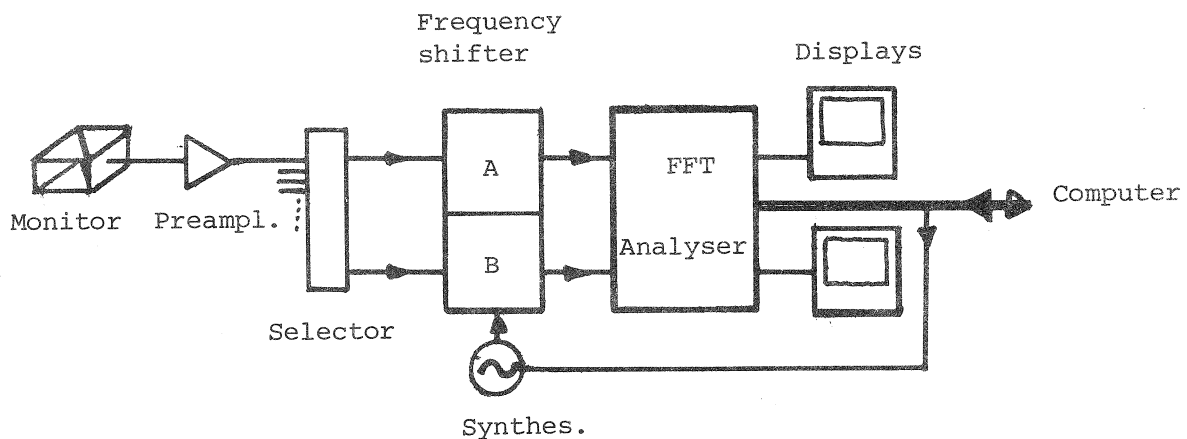 Frequency
shifter
Displays
A
FFT
Computer
Monitor
Preampl.
B
Analyser
Selector
Synthes.